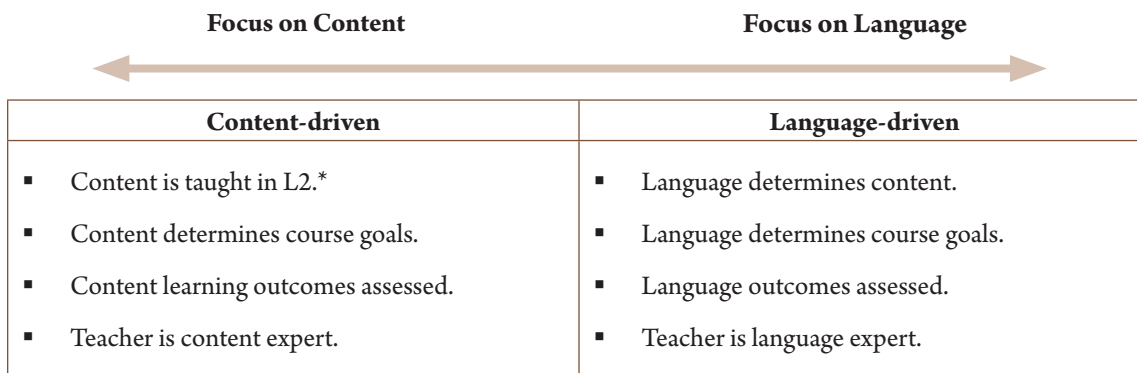 Focus on Content
Focus on Language
Content-driven
Language-driven
▪ Content is taught in L2.*
▪ Content determines course goals.
▪ Content learning outcomes assessed.
▪ Teacher is content expert.
▪ Language determines content.
▪ Language determines course goals.
▪ Language outcomes assessed.
▪ Teacher is language expert.